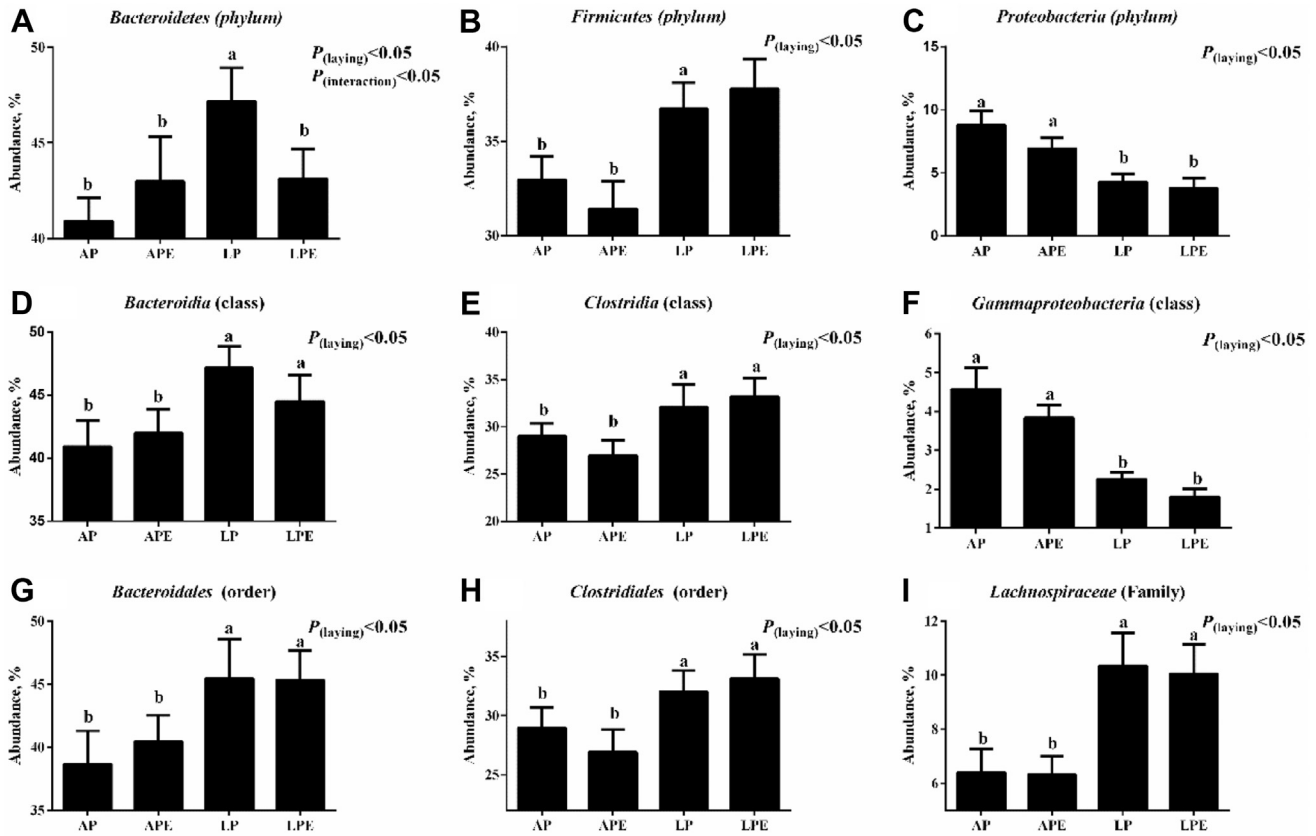 A
Bacteroidetes (phylum)
P(laying)<0.05
P(interaction)<0.05
Abundance, %
50
45
40
b
b
a
b
AP
APE
LP
LPE
B
Firmicutes (phylum)
P(laying)<0.05
Abundance, %
40
35
30
b
b
a
AP
APE
LP
LPE
C
Proteobacteria (phylum)
P(laying)<0.05
Abundance, %
15
10
5
0
a
a
b
b
AP
APE
LP
LPE
D
Bacteroidia (class)
P(laying)<0.05
Abundance, %
50
45
40
35
b
b
a
a
AP
APE
LP
LPE
E
Clostridia (class)
P(laying)<0.05
Abundance, %
40
35
30
25
20
b
b
a
a
AP
APE
LP
LPE
F
Gammaproteobacteria (class)
P(laying)<0.05
Abundance, %
6
5
4
3
2
1
a
a
b
b
AP
APE
LP
LPE
G
Bacteroidales (order)
P(laying)<0.05
Abundance, %
50
45
40
35
b
b
a
a
AP
APE
LP
LPE
H
Clostridiales (order)
P(laying)<0.05
Abundance, %
35
30
25
b
b
a
a
AP
APE
LP
LPE
I
Lachnospiraceae (Family)
P(laying)<0.05
Abundance, %
12
10
8
6
b
b
a
a
AP
APE
LP
LPE